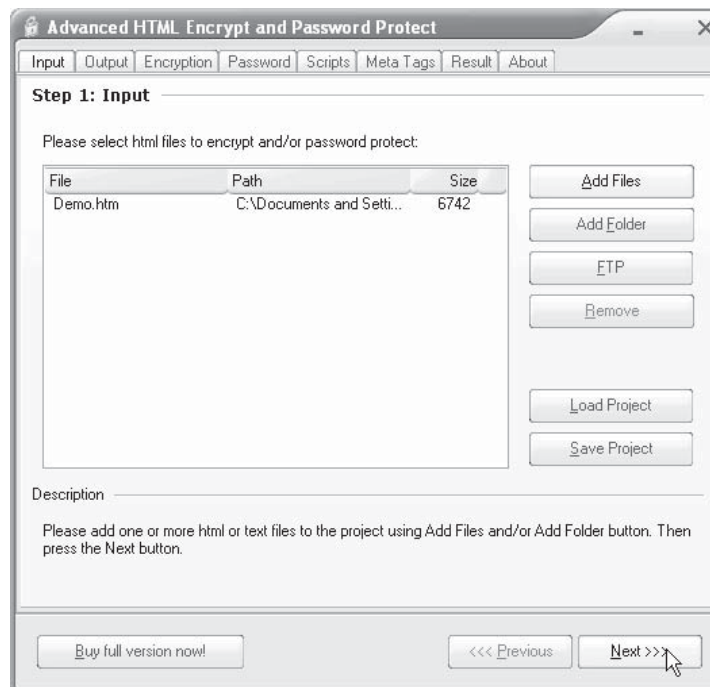 Advanced HTML Encrypt and Password Protect
Input Output Encryption Password Scripts Meta Tags Result About
Step 1: Input
Please select html files to encrypt and/or password protect:
File Path Size
Demo.htm C:\Documents and Setti... 6742
Add Files
Add Folder
FTP
Remove
Load Project
Save Project
Description
Please add one or more html or text files to the project using Add Files and/or Add Folder button. Then
press the Next button.
Buy full version now! <<< Previous Next >>>